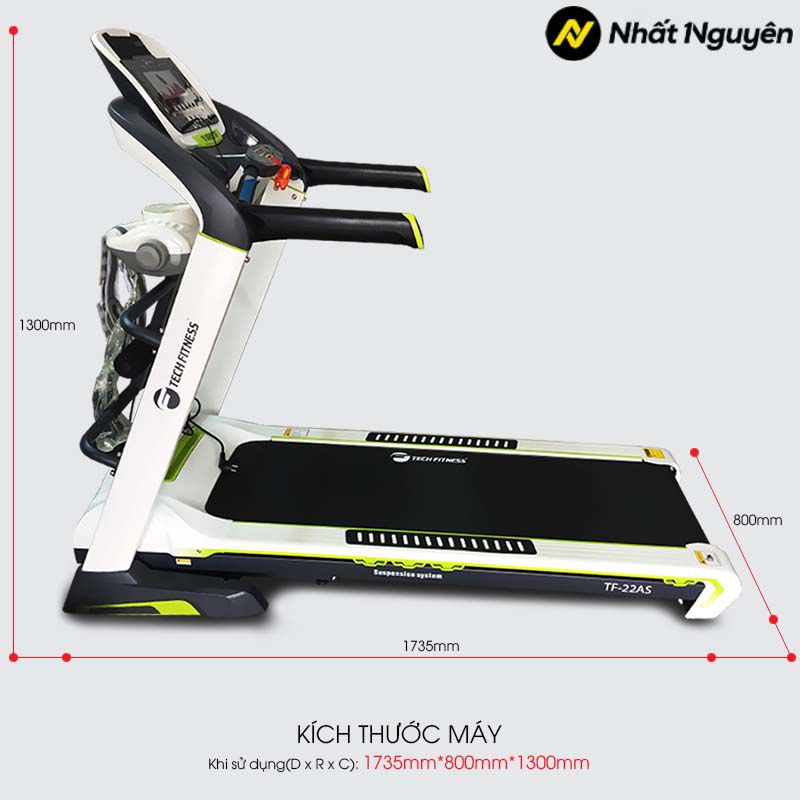 Nhất Nguyên
1300mm
TECH FITNESS
TECH FITNESS
800mm
Suspension system
TF-22AS
1735mm
KÍCH THƯỚC MÁY
Khi sử dụng(D x R x C): 1735mm*800mm*1300mm